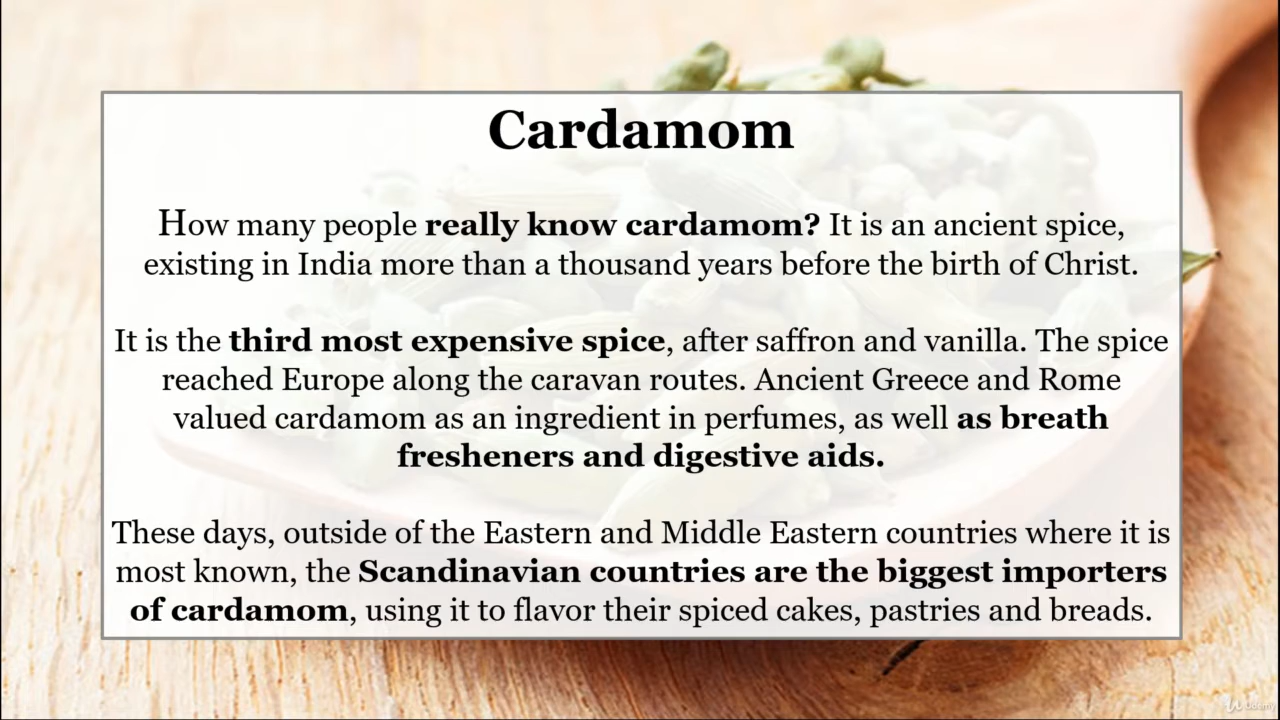 Cardamom
How many people really know cardamom? It is an ancient spice,
existing in India more than a thousand years before the birth of Christ.
It is the third most expensive spice, after saffron and vanilla. The spice
reached Europe along the caravan routes. Ancient Greece and Rome
valued cardamom as an ingredient in perfumes, as well as breath
fresheners and digestive aids.
These days, outside of the Eastern and Middle Eastern countries where it is
most known, the Scandinavian countries are the biggest importers
of cardamom, using it to flavor their spiced cakes, pastries and breads.
Udemy